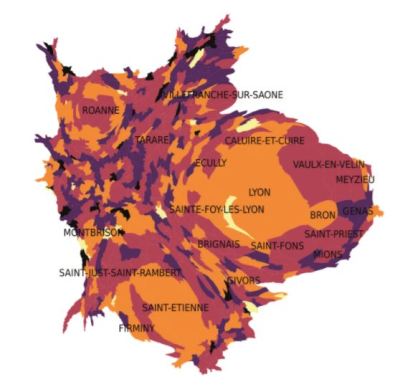 VILLEFRANCHE-SUR-SAONE
ROANNE
TARARE
CALUIRE-ET-CUIRE
ECULLY
VAULX-EN-VELIN
MEYZIEU
LYON
SAINTE-FOY-LES-LYON
BRON
GENAS
MONTBRISON
SAINT-PRIEST
BRIGNAIS
SAINT-FONS
MIONS
SAINT-JUST-SAINT-RAMBERT
GIVORS
SAINT-ETIENNE
FIRMINY